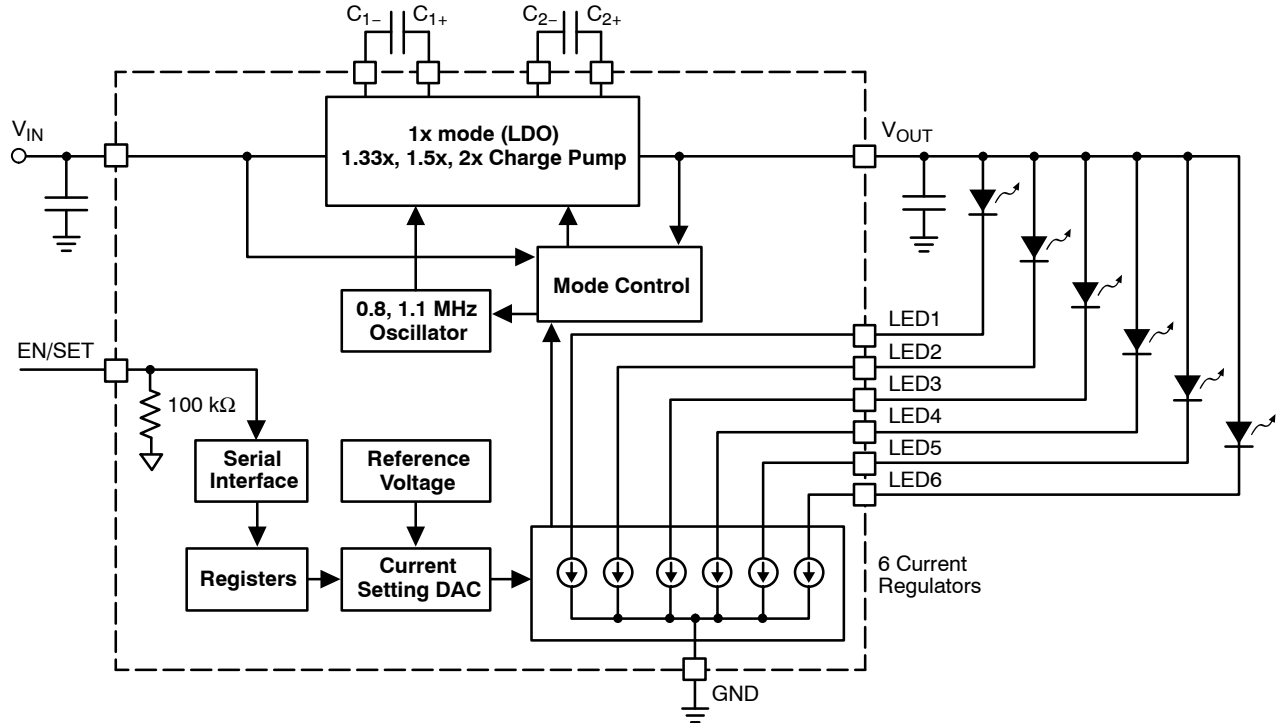 C1− C1+ C2− C2+
VIN
1x mode (LDO)
1.33x, 1.5x, 2x Charge Pump
VOUT
Mode Control
0.8, 1.1 MHz
Oscillator
EN/SET
100 kΩ
LED1
LED2
LED3
LED4
LED5
LED6
Serial
Interface
Reference
Voltage
Registers
Current
Setting DAC
6 Current
Regulators
GND